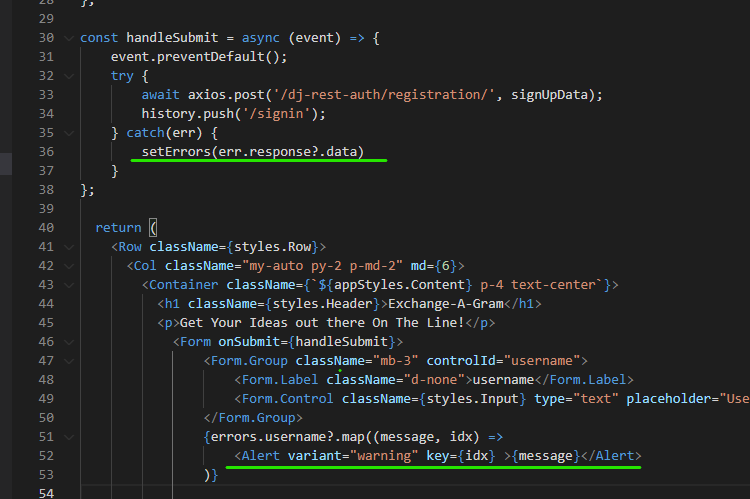 28 };
29
30 const handleSubmit = async (event) => {
31 event.preventDefault();
32 try {
33 await axios.post('/dj-rest-auth/registration/', signUpData);
34 history.push('/signin');
35 } catch(err) {
36 setErrors(err.response?.data)
37 }
38 };
39
40 return (
41 <Row className={styles.Row}>
42 <Col className="my-auto py-2 p-md-2" md={6}>
43 <Container className={`${appStyles.Content} p-4 text-center`}>
44 <h1 className={styles.Header}>Exchange-A-Gram</h1>
45 <p>Get Your Ideas out there On The Line!</p>
46 <Form onSubmit={handleSubmit}>
47 <Form.Group className="mb-3" controlId="username">
48 <Form.Label className="d-none">username</Form.Label>
49 <Form.Control className={styles.Input} type="text" placeholder="Use
50 </Form.Group>
51 {errors.username?.map((message, idx) =>
52 <Alert variant="warning" key={idx} >{message}</Alert>
53 )}
54